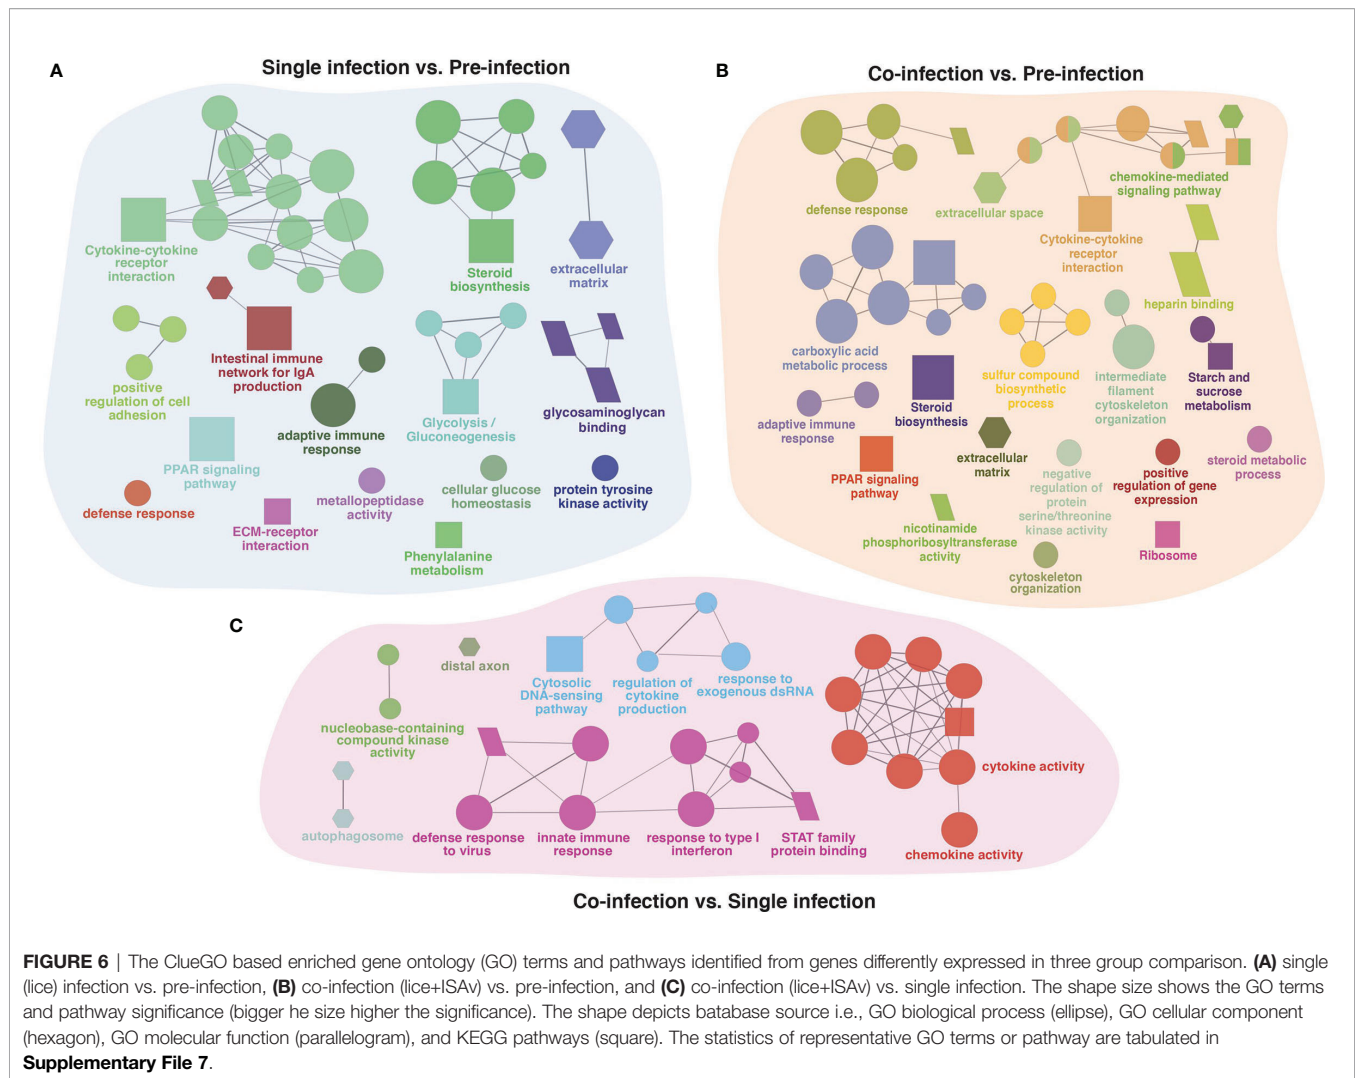 A
Single infection vs. Pre-infection
Cytokine-cytokine
receptor
interaction
Steroid
biosynthesis
extracellular
matrix
positive
regulation of cell
adhesion
Intestinal immune
network for IgA
production
adaptive immune
response
Glycolysis /
Gluconeogenesis
glycosaminoglycan
binding
PPAR signaling
pathway
defense response
metallopeptidase
activity
cellular glucose
homeostasis
protein tyrosine
kinase activity
ECM-receptor
interaction
Phenylalanine
metabolism
B
Co-infection vs. Pre-infection
defense response
extracellular space
chemokine-mediated
signaling pathway
Cytokine-cytokine
receptor
interaction
heparin binding
carboxylic acid
metabolic process
Steroid
biosynthesis
sulfur compound
biosynthetic
process
intermediate
filament
cytoskeleton
organization
Starch and
sucrose
metabolism
adaptive immune
response
PPAR signaling
pathway
extracellular
matrix
negative
regulation of
protein
serine/threonine
kinase activity
positive
regulation of gene
expression
steroid metabolic
process
nicotinamide
phosphoribosyltransferase
activity
cytoskeleton
organization
Ribosome
C
distal axon
nucleobase-containing
compound kinase
activity
Cytosolic
DNA-sensing
pathway
regulation of
cytokine
production
response to
exogenous dsRNA
cytokine activity
autophagosome
defense response
to virus
innate immune
response
response to type I
interferon
STAT family
protein binding
chemokine activity
Co-infection vs. Single infection
FIGURE 6 | The ClueGO based enriched gene ontology (GO) terms and pathways identified from genes differently expressed in three group comparison. (A) single
(lice) infection vs. pre-infection, (B) co-infection (lice+ISAv) vs. pre-infection, and (C) co-infection (lice+ISAv) vs. single infection. The shape size shows the GO terms
and pathway significance (bigger he size higher the significance). The shape depicts batabase source i.e., GO biological process (ellipse), GO cellular component
(hexagon), GO molecular function (parallelogram), and KEGG pathways (square). The statistics of representative GO terms or pathway are tabulated in
Supplementary File 7.